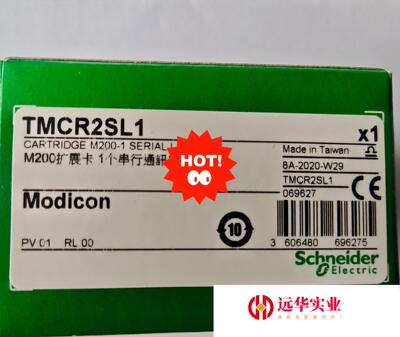 TMCR2SL1
x1
CARTRIDGE M200-1 SERIAL
M200扩展卡 1个串行通訊
Made in Taiwan
8A-2020-W29
TMCR2SL1
069627
HOT!
Modicon
10
PV 01 RL 00
3 606480 696275
Schneider
Electric
远华实业